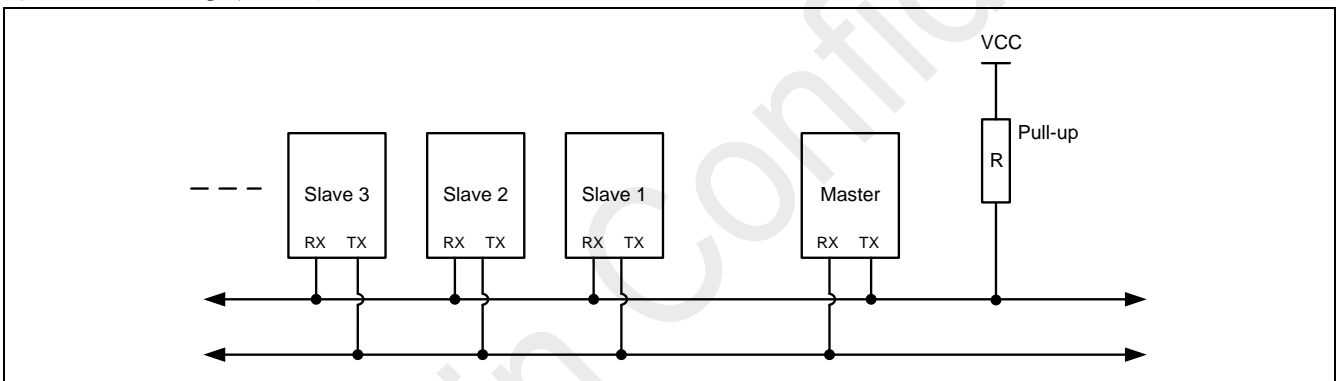 VCC
Pull-up
R
Slave 3
Slave 2
Slave 1
Master
RX TX
RX TX
RX TX
RX TX